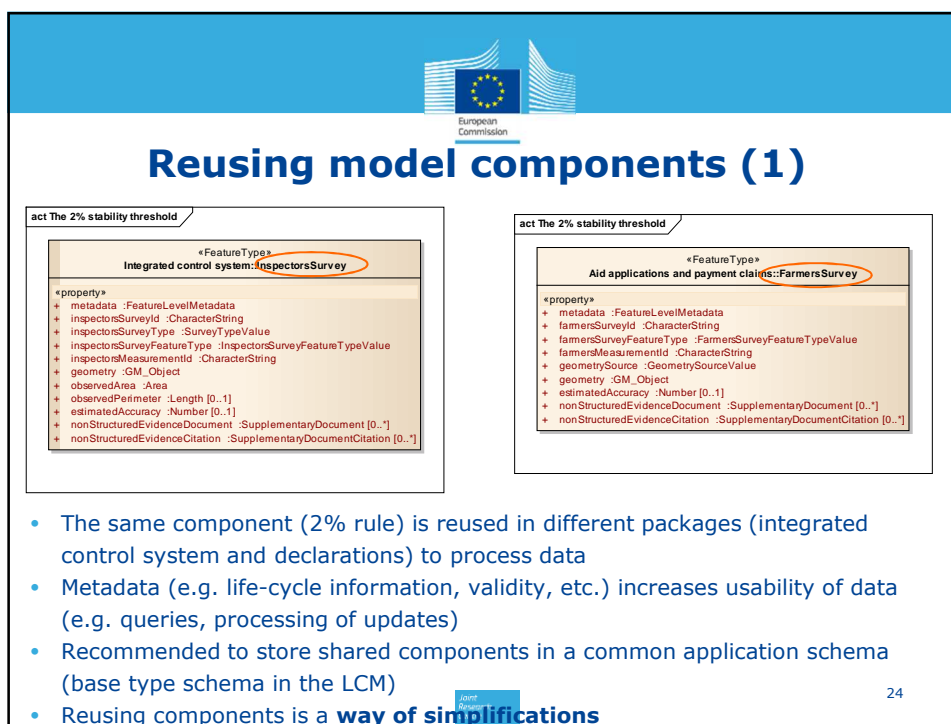 European
Commission
Reusing model components (1)
act The 2% stability threshold
«FeatureType»
Integrated control system::InspectorsSurvey
«property»
+ metadata :FeatureLevelMetadata
+ inspectorsSurveyId :CharacterString
+ inspectorsSurveyType :SurveyTypeValue
+ inspectorsSurveyFeatureType :InspectorsSurveyFeatureTypeValue
+ inspectorsMeasurementId :CharacterString
+ geometry :GM_Object
+ observedArea :Area
+ observedPerimeter :Length [0..1]
+ estimatedAccuracy :Number [0..1]
+ nonStructuredEvidenceDocument :SupplementaryDocument [0..*]
+ nonStructuredEvidenceCitation :SupplementaryDocumentCitation [0..*]
act The 2% stability threshold
«FeatureType»
Aid applications and payment claims::FarmersSurvey
«property»
+ metadata :FeatureLevelMetadata
+ farmersSurveyId :CharacterString
+ farmersSurveyFeatureType :FarmersSurveyFeatureTypeValue
+ farmersMeasurementId :CharacterString
+ geometrySource :GeometrySourceValue
+ geometry :GM_Object
+ estimatedAccuracy :Number [0..1]
+ nonStructuredEvidenceDocument :SupplementaryDocument [0..*]
+ nonStructuredEvidenceCitation :SupplementaryDocumentCitation [0..*]
• The same component (2% rule) is reused in different packages (integrated
control system and declarations) to process data
• Metadata (e.g. life-cycle information, validity, etc.) increases usability of data
(e.g. queries, processing of updates)
• Recommended to store shared components in a common application schema
(base type schema in the LCM)
• Reusing components is a way of simplifications
Joint
Research
24